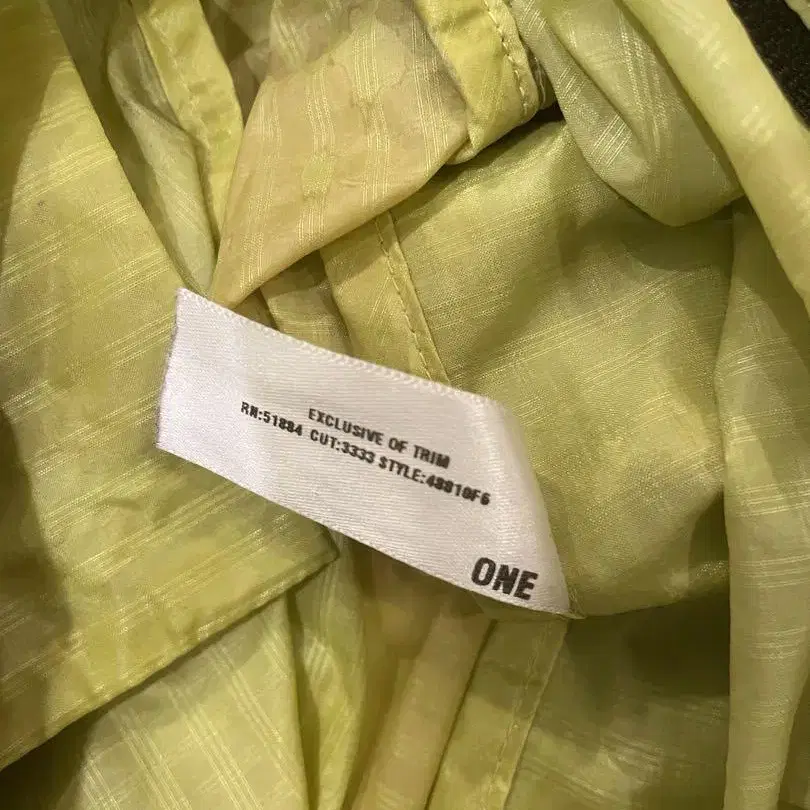 EXCLUSIVE OF TRIM
RN:51884 CUT:3333 STYLE:48810F6
ONE